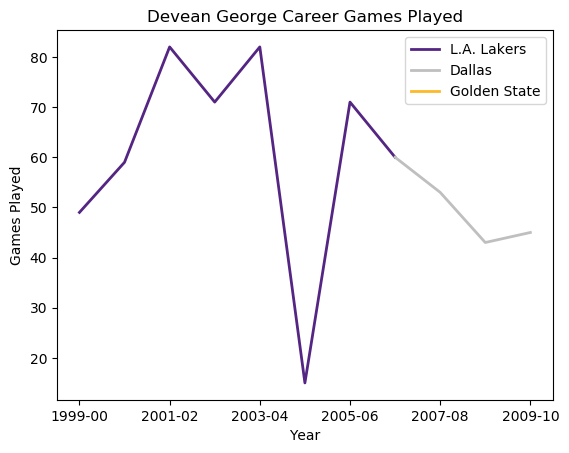 Devean George Career Games Played
L.A. Lakers
Dallas
Golden State
Games Played
80
70
60
50
40
30
20
1999-00 2001-02 2003-04 2005-06 2007-08 2009-10
Year